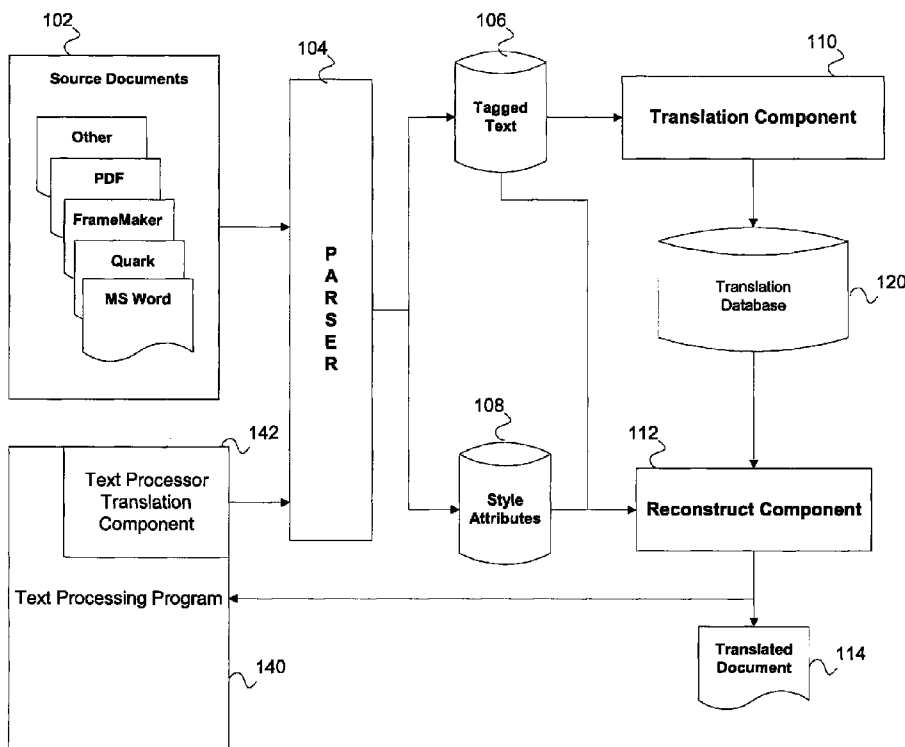 102
Source Documents
Other
PDF
FrameMaker
Quark
MS Word
104
PARSER
106
Tagged
Text
110
Translation Component
Translation
Database
120
108
Style
Attributes
112
Reconstruct Component
142
Text Processor
Translation
Component
Text Processing Program
140
Translated
Document
114